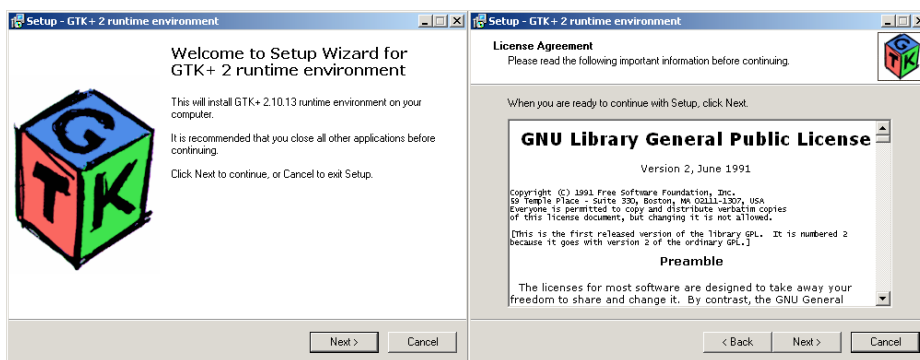 Setup - GTK+ 2 runtime environment
Welcome to Setup Wizard for
GTK+ 2 runtime environment
This will install GTK+ 2.10.13 runtime environment on your
computer.
It is recommended that you close all other applications before
continuing.
Click Next to continue, or Cancel to exit Setup.
G
T K
Next >
Cancel
Setup - GTK+ 2 runtime environment
License Agreement
Please read the following important information before continuing.
G
T K
When you are ready to continue with Setup, click Next.
GNU Library General Public License
Version 2, June 1991
Copyright (C) 1991 Free Software Foundation, Inc.
59 Temple Place - Suite 330, Boston, MA 02111-1307, USA
Everyone is permitted to copy and distribute verbatim copies
of this license document, but changing it is not allowed.
[This is the first released version of the library GPL.  It is numbered 2
because it goes with version 2 of the ordinary GPL.]
Preamble
The licenses for most software are designed to take away your
freedom to share and change it.  By contrast, the GNU General
< Back
Next >
Cancel